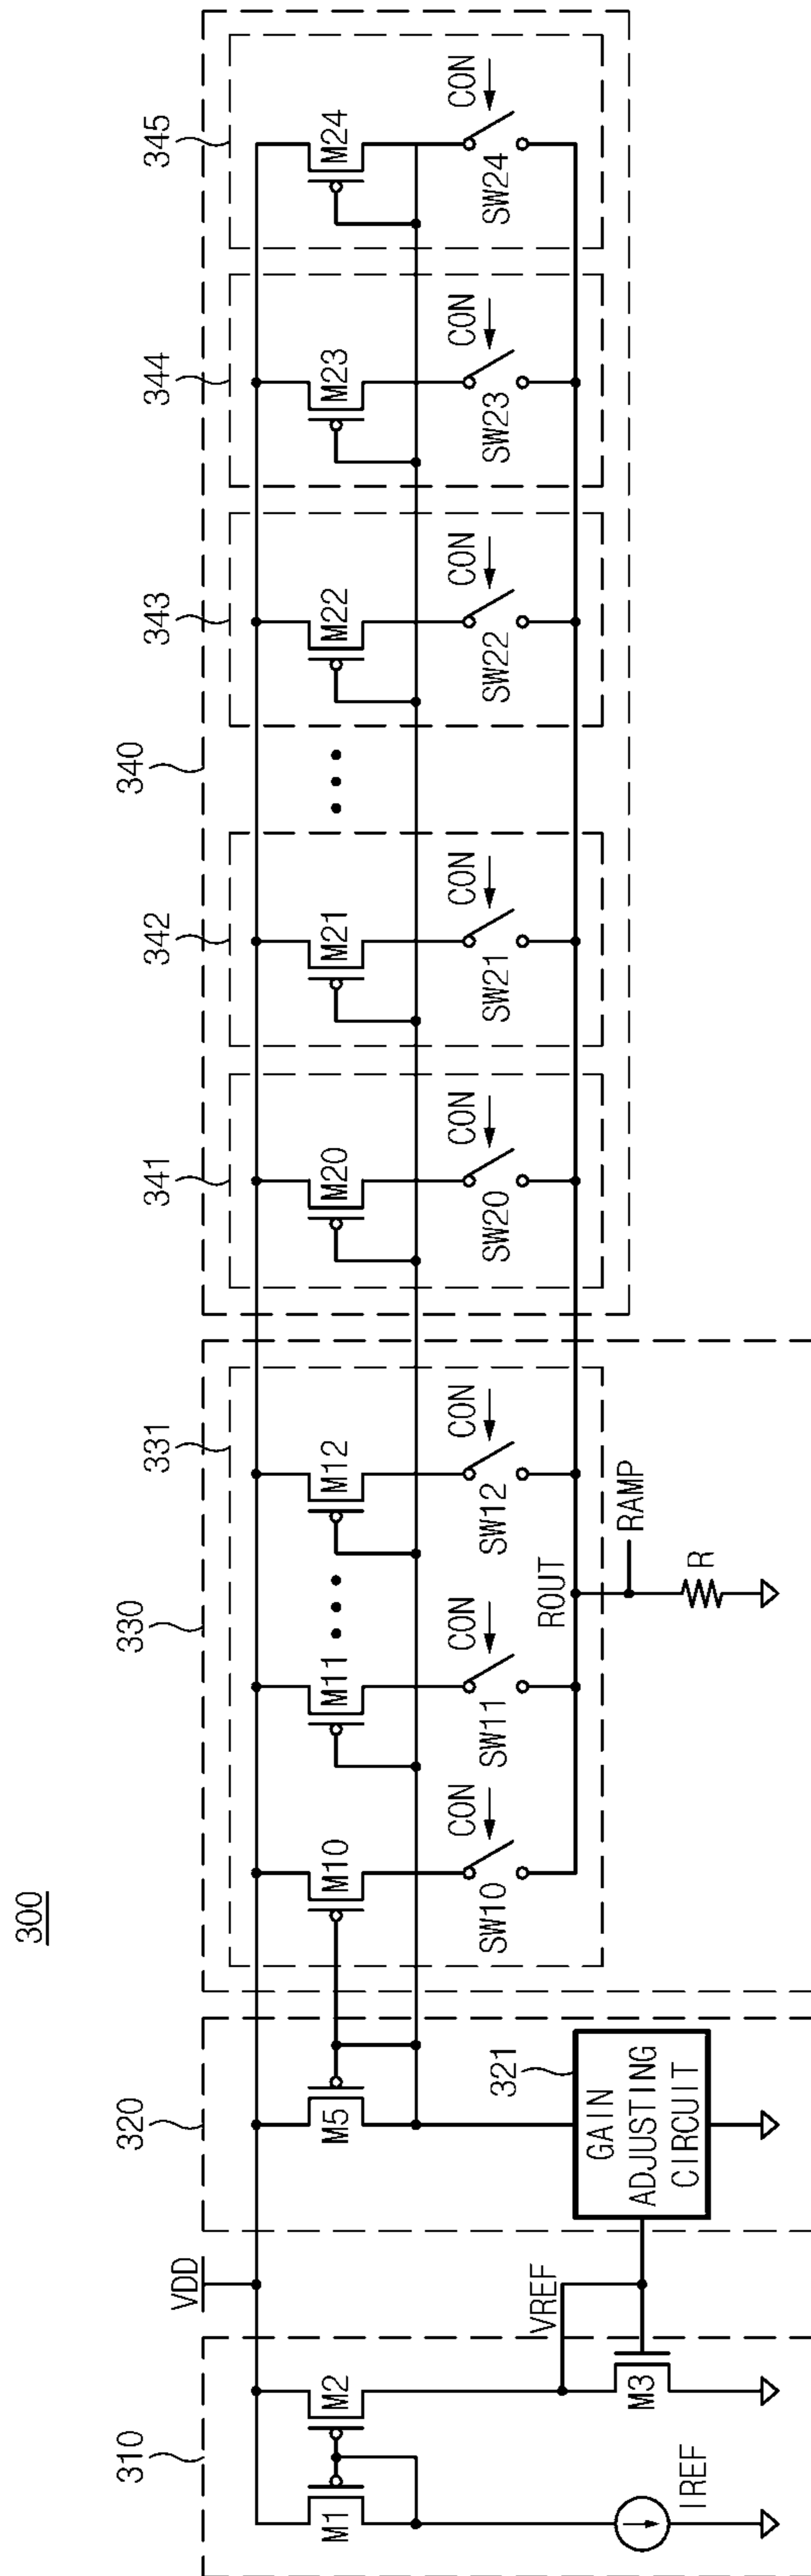 300
310
320
330
340
331
341
342
343
344
345
VDD
M1
M2
M5
M10
M11
M12
M20
M21
M22
M23
M24
CON
CON
CON
CON
CON
CON
CON
CON
SW10
SW11
SW12
SW20
SW21
SW22
SW23
SW24
321
GAIN
ADJUSTING
CIRCUIT
VREF
M3
IREF
ROUT
RAMP
R